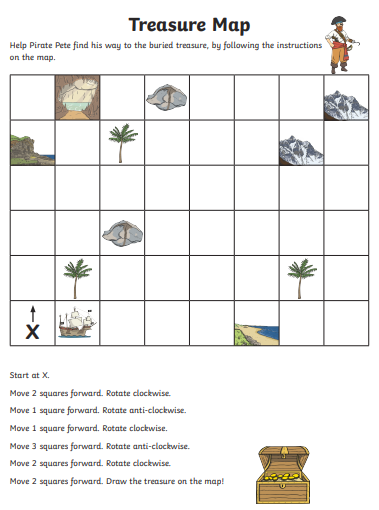 Treasure Map
Help Pirate Pete find his way to the buried treasure, by following the instructions
on the map.
X
Start at X.
Move 2 squares forward. Rotate clockwise.
Move 1 square forward. Rotate anti-clockwise.
Move 1 square forward. Rotate clockwise.
Move 3 squares forward. Rotate anti-clockwise.
Move 2 squares forward. Rotate clockwise.
Move 2 squares forward. Draw the treasure on the map!